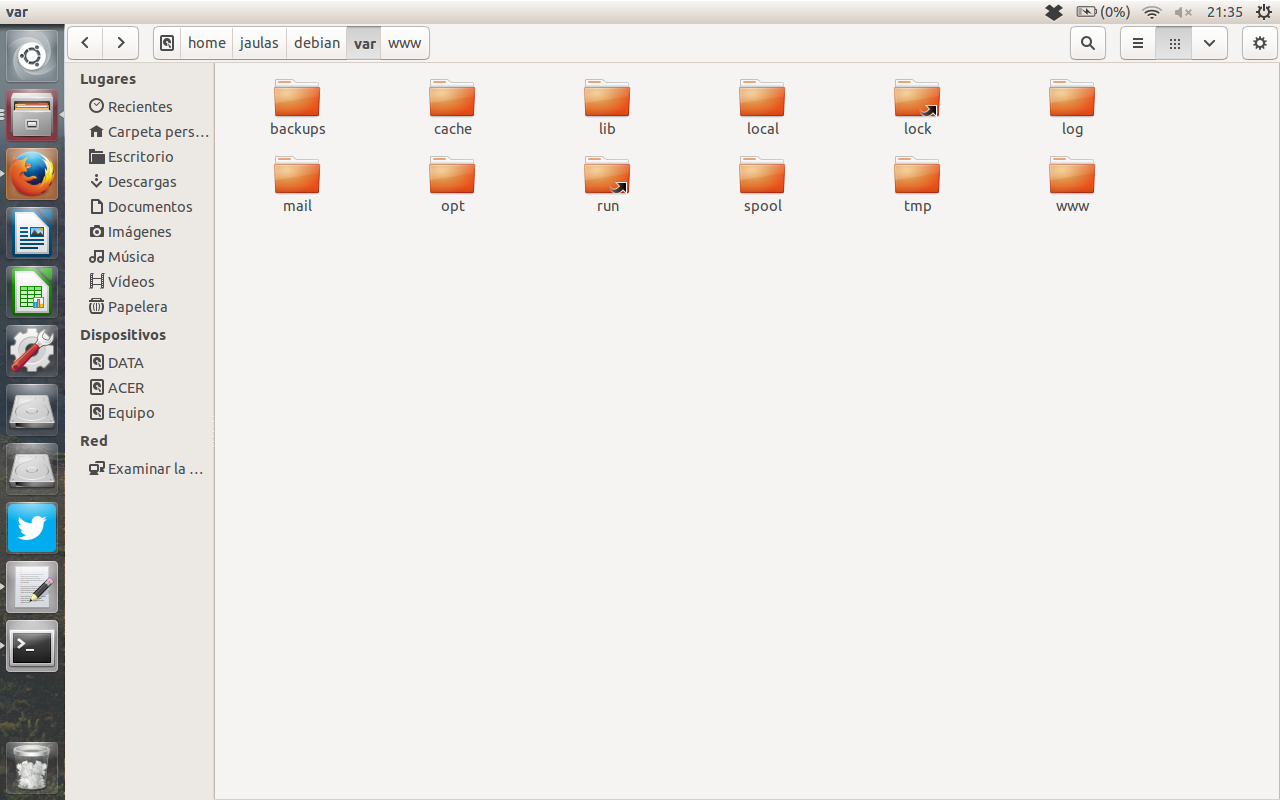 var
(0%)
21:35
home jaulas debian var www
Lugares
Recientes
Carpeta pers...
Escritorio
Descargas
Documentos
Imágenes
Música
Vídeos
Papelera
Dispositivos
DATA
ACER
Equipo
Red
Examinar la ...
backups cache lib local lock log
mail opt run spool tmp www